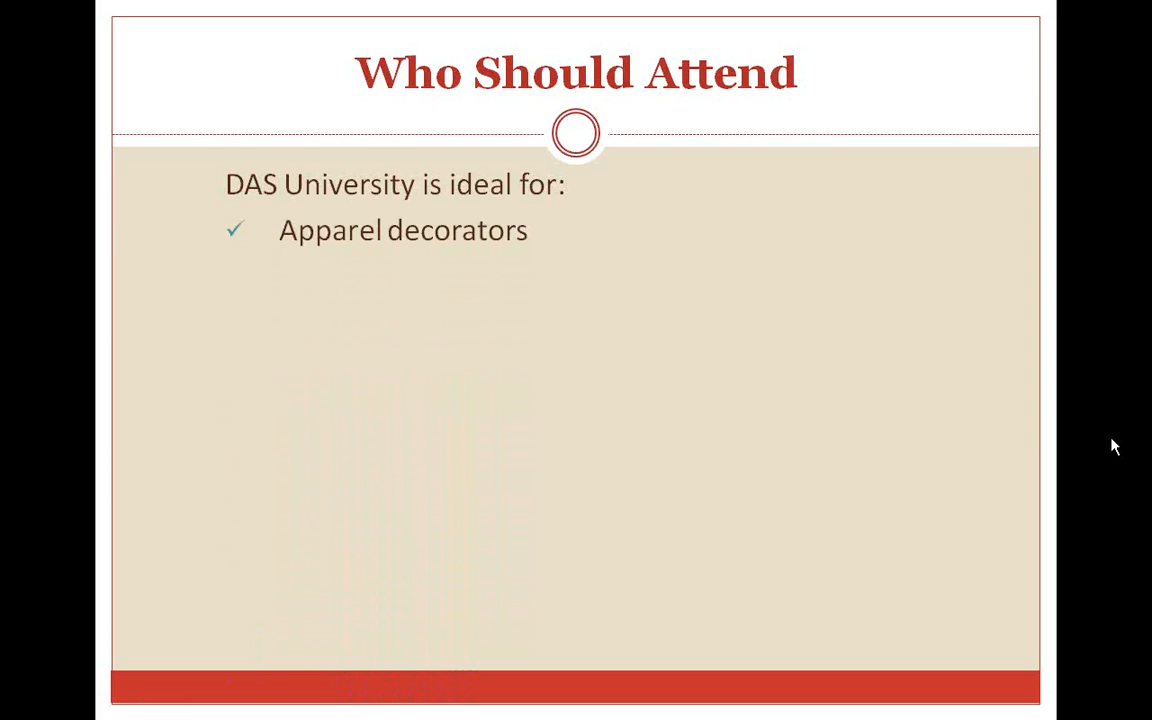 Who Should Attend
DAS University is ideal for:
✓ Apparel decorators